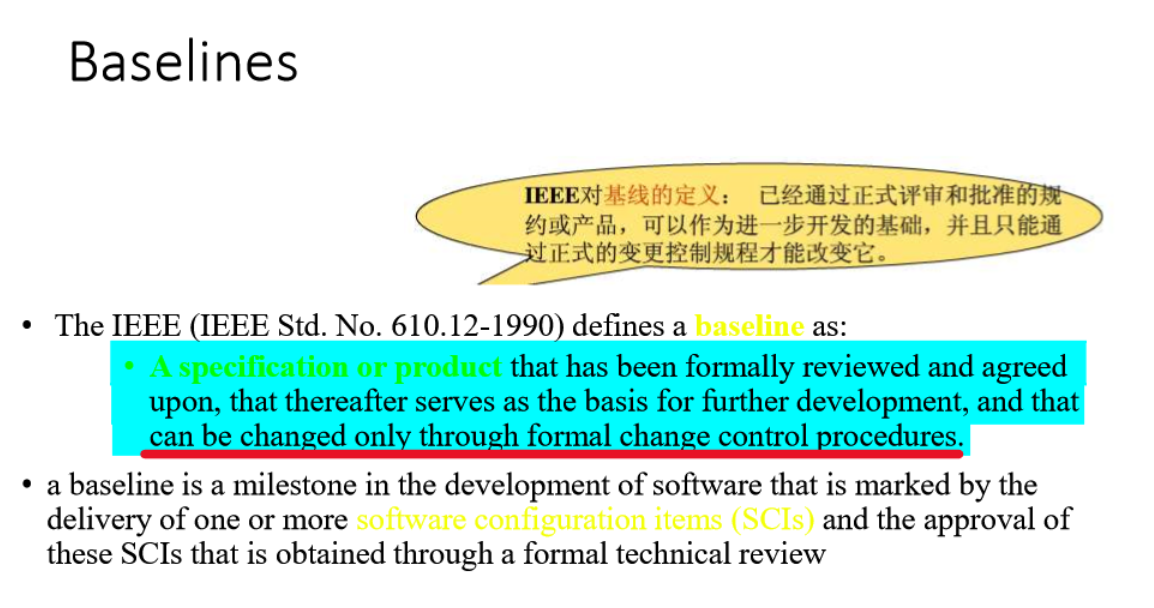 Baselines
IEEE对基线的定义： 已经通过正式评审和批准的规
约或产品，可以作为进一步开发的基础，并且只能通
过正式的变更控制规程才能改变它。
• The IEEE (IEEE Std. No. 610.12-1990) defines a baseline as:
• A specification or product that has been formally reviewed and agreed
upon, that thereafter serves as the basis for further development, and that
can be changed only through formal change control procedures.
• a baseline is a milestone in the development of software that is marked by the
delivery of one or more software configuration items (SCIs) and the approval of
these SCIs that is obtained through a formal technical review